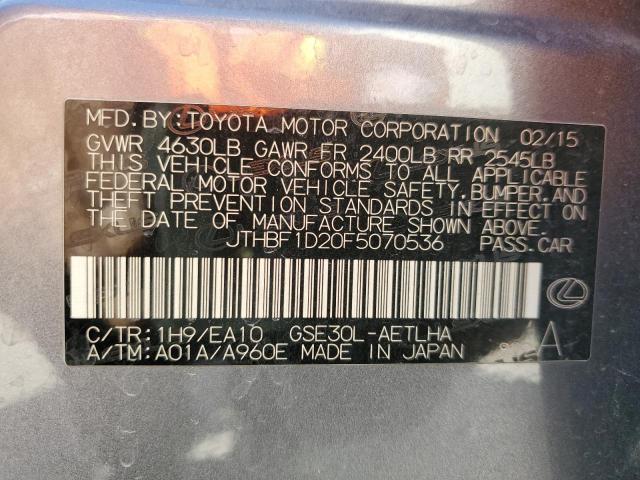 MFD. BY: TOYOTA MOTOR CORPORATION 02/15
GVWR 4630LB GAWR FR 2400LB RR 2545LB
THIS VEHICLE CONFORMS TO ALL APPLICABLE
FEDERAL MOTOR VEHICLE SAFETY, BUMPER, AND
THEFT PREVENTION STANDARDS IN EFFECT ON
THE DATE OF MANUFACTURE SHOWN ABOVE.
JTHBF1D20F5070536 PASS.CAR
C/TR: 1H9/EA10 GSE30L-AETLHA
A/TM: A01A/A960E MADE IN JAPAN
A